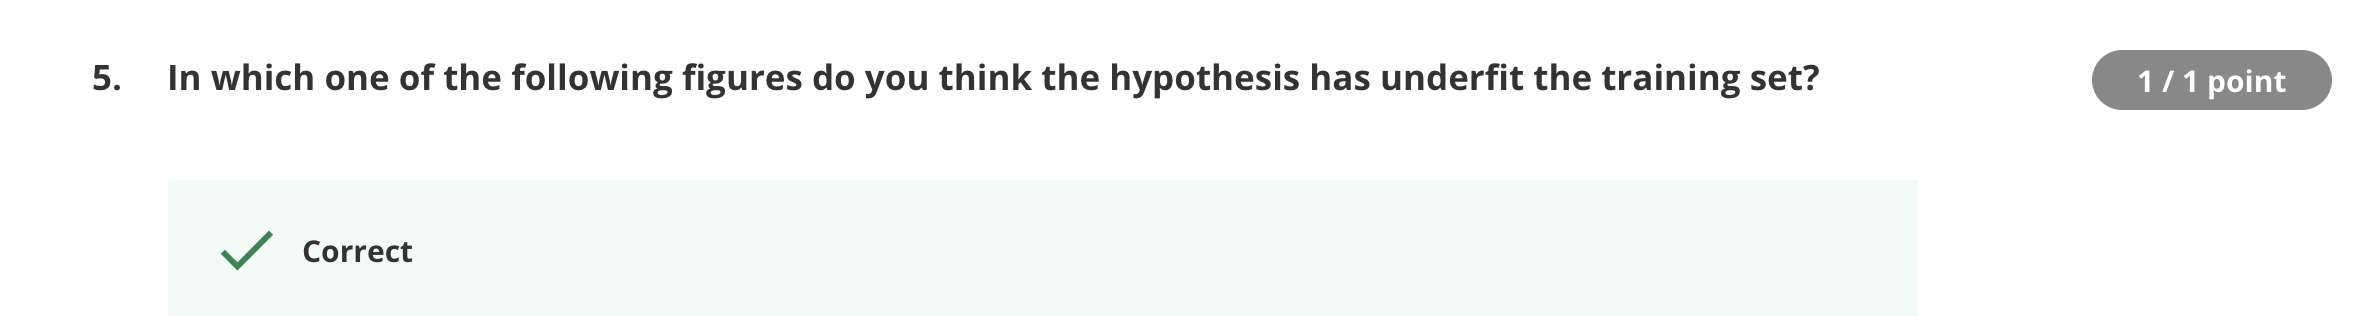 5. In which one of the following figures do you think the hypothesis has underfit the training set? 1 / 1 point
Correct